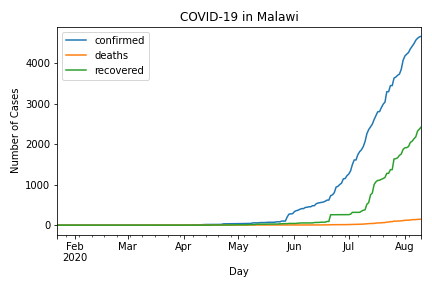 COVID-19 in Malawi
confirmed
deaths
recovered
Number of Cases
4000
3000
2000
1000
0
Feb Mar Apr May Jun Jul Aug
2020
Day